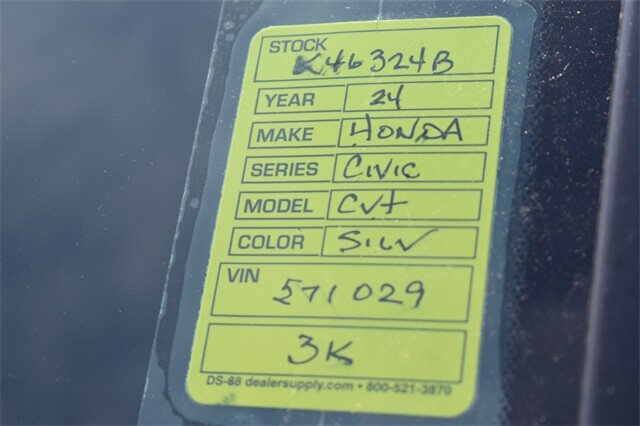 STOCK
K46324B
YEAR 24
MAKE HONDA
SERIES CIVIC
MODEL CVT
COLOR SILV
VIN
571029
3K
DS-88 dealersupply.com • 800-521-3870